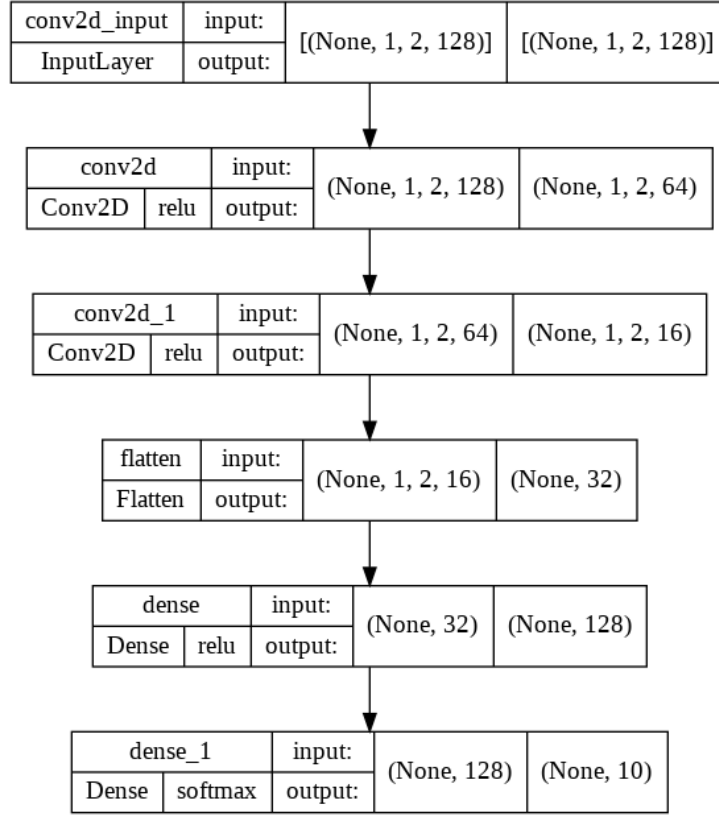 conv2d_input input: [(None, 1, 2, 128)] [(None, 1, 2, 128)]
InputLayer output:
conv2d input: (None, 1, 2, 128) (None, 1, 2, 64)
Conv2D relu output:
conv2d_1 input: (None, 1, 2, 64) (None, 1, 2, 16)
Conv2D relu output:
flatten input: (None, 1, 2, 16) (None, 32)
Flatten output:
dense input: (None, 32) (None, 128)
Dense relu output:
dense_1 input: (None, 128) (None, 10)
Dense softmax output: